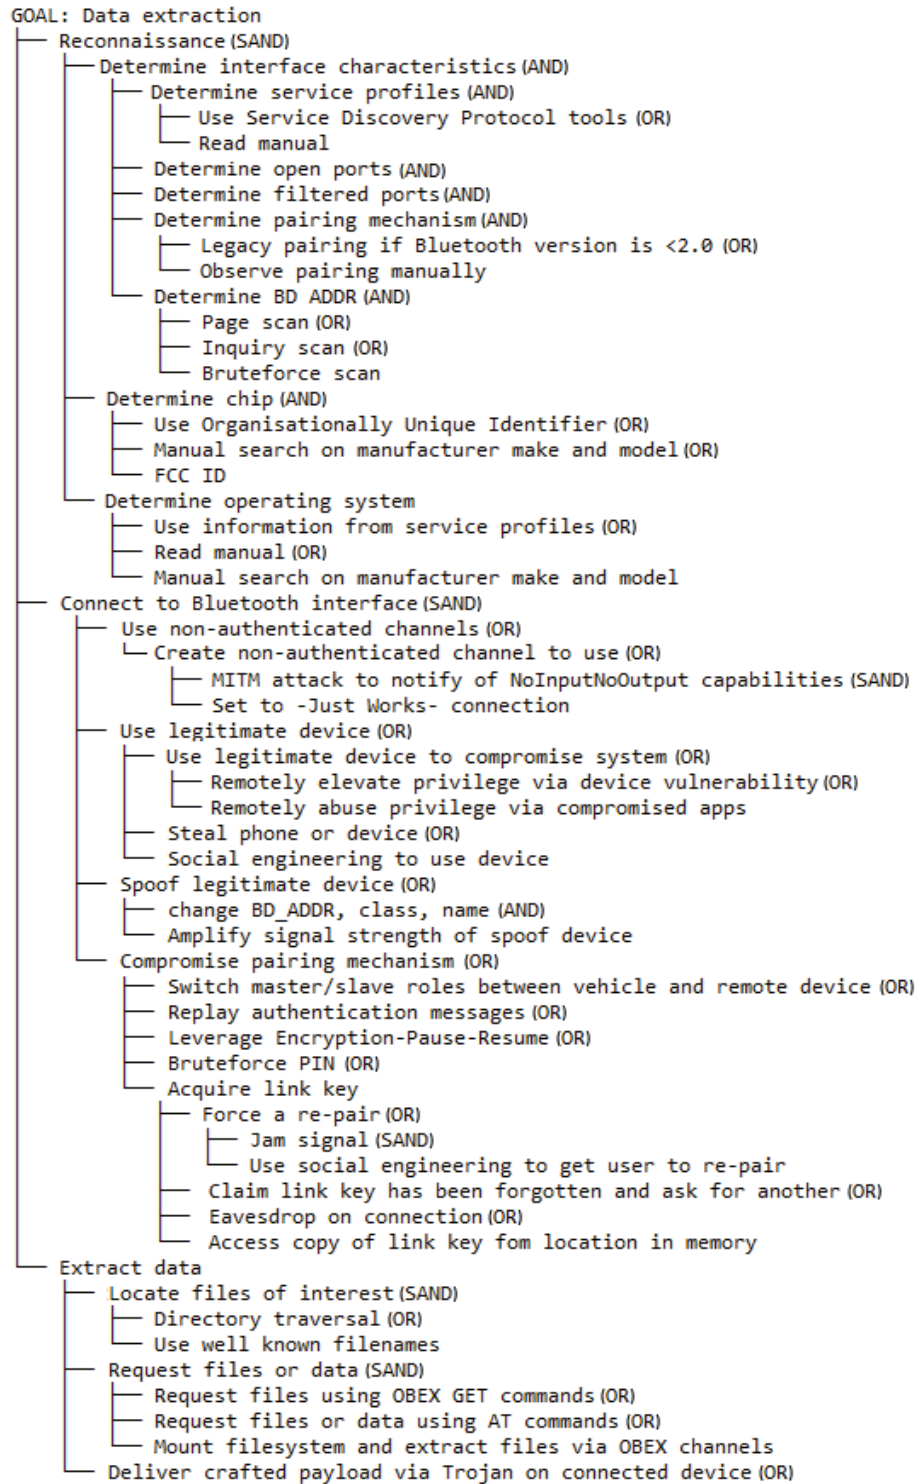 GOAL: Data extraction
Reconnaissance (SAND)
Determine interface characteristics (AND)
Determine service profiles (AND)
Use Service Discovery Protocol tools (OR)
Read manual
Determine open ports (AND)
Determine filtered ports (AND)
Determine pairing mechanism (AND)
Legacy pairing if Bluetooth version is <2.0 (OR)
Observe pairing manually
Determine BD ADDR (AND)
Page scan (OR)
Inquiry scan (OR)
Bruteforce scan
Determine chip (AND)
Use Organisationally Unique Identifier (OR)
Manual search on manufacturer make and model (OR)
FCC ID
Determine operating system
Use information from service profiles (OR)
Read manual (OR)
Manual search on manufacturer make and model
Connect to Bluetooth interface (SAND)
Use non-authenticated channels (OR)
Create non-authenticated channel to use (OR)
MITM attack to notify of NoInputNoOutput capabilities (SAND)
Set to -Just Works- connection
Use legitimate device (OR)
Use legitimate device to compromise system (OR)
Remotely elevate privilege via device vulnerability (OR)
Remotely abuse privilege via compromised apps
Steal phone or device (OR)
Social engineering to use device
Spoof legitimate device (OR)
change BD_ADDR, class, name (AND)
Amplify signal strength of spoof device
Compromise pairing mechanism (OR)
Switch master/slave roles between vehicle and remote device (OR)
Replay authentication messages (OR)
Leverage Encryption-Pause-Resume (OR)
Bruteforce PIN (OR)
Acquire link key
Force a re-pair (OR)
Jam signal (SAND)
Use social engineering to get user to re-pair
Claim link key has been forgotten and ask for another (OR)
Eavesdrop on connection (OR)
Access copy of link key fom location in memory
Extract data
Locate files of interest (SAND)
Directory traversal (OR)
Use well known filenames
Request files or data (SAND)
Request files using OBEX GET commands (OR)
Request files or data using AT commands (OR)
Mount filesystem and extract files via OBEX channels
Deliver crafted payload via Trojan on connected device (OR)